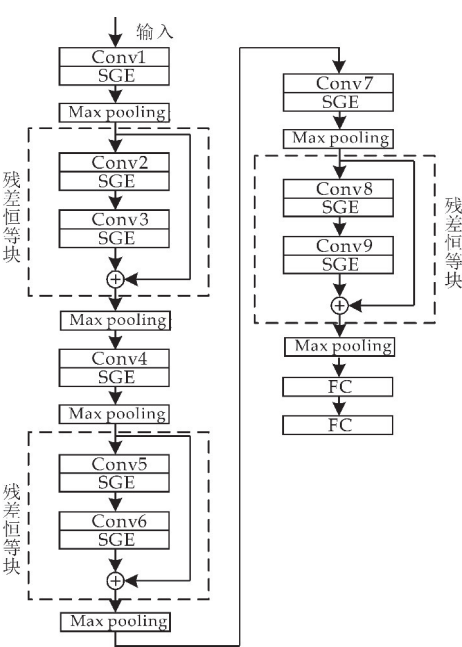 输入
Conv1
SGE
Max pooling
残差恒等块
Conv2
SGE
Conv3
SGE
Max pooling
Conv4
SGE
Max pooling
残差恒等块
Conv5
SGE
Conv6
SGE
Max pooling
Conv7
SGE
Max pooling
残差恒等块
Conv8
SGE
Conv9
SGE
Max pooling
FC
FC